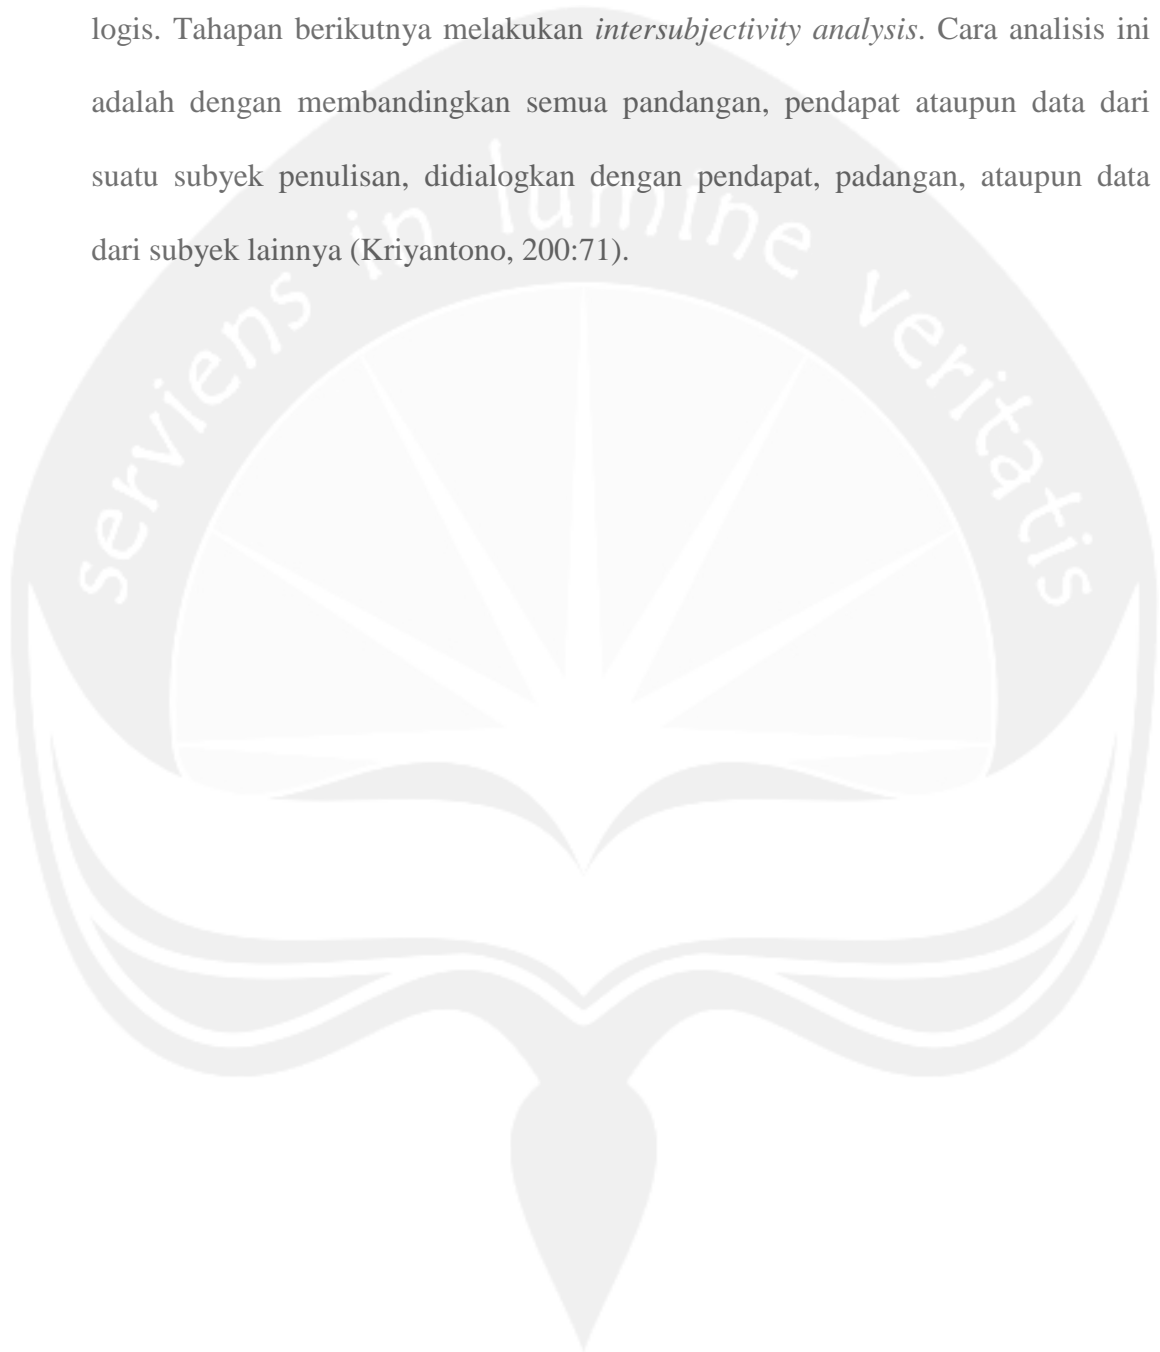 logis. Tahapan berikutnya melakukan intersubjectivity analysis. Cara analisis ini
adalah dengan membandingkan semua pandangan, pendapat ataupun data dari
suatu subyek penulisan, didialogkan dengan pendapat, padangan, ataupun data
dari subyek lainnya (Kriyantono, 200:71).
serviens in lumine veritatis